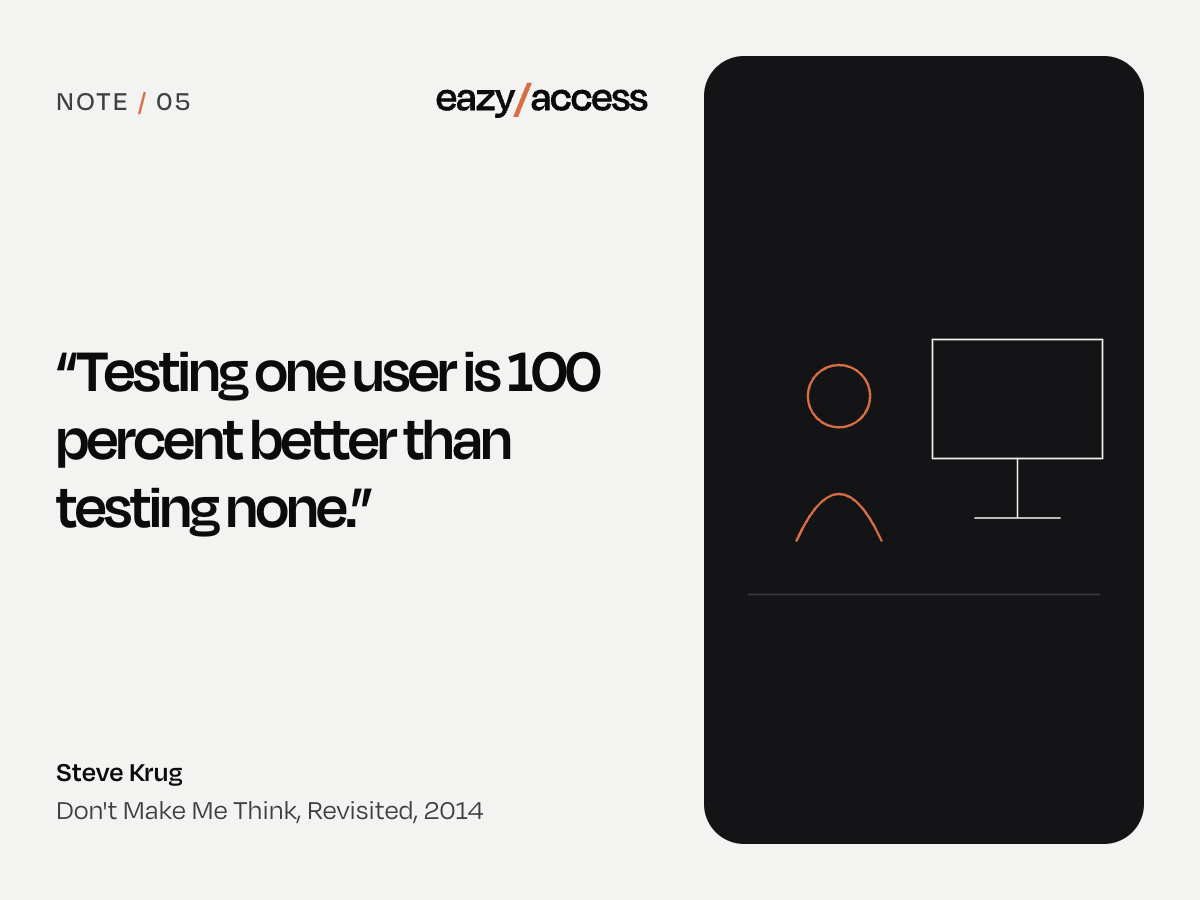 NOTE / 05
eazy/access
“Testing one user is 100
percent better than
testing none.”
Steve Krug
Don't Make Me Think, Revisited, 2014